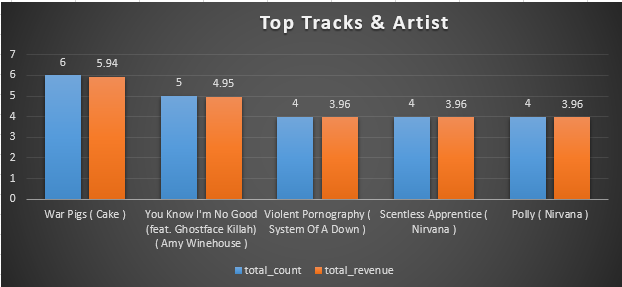 Top Tracks & Artist
7
6
5
4
3
2
1
0
6 5.94
5 4.95
4 3.96
4 3.96
4 3.96
War Pigs ( Cake )
You Know I'm No Good
(feat. Ghostface Killah)
( Amy Winehouse )
Violent Pornography (
System Of A Down )
Scentless Apprentice (
Nirvana )
Polly ( Nirvana )
total_count total_revenue